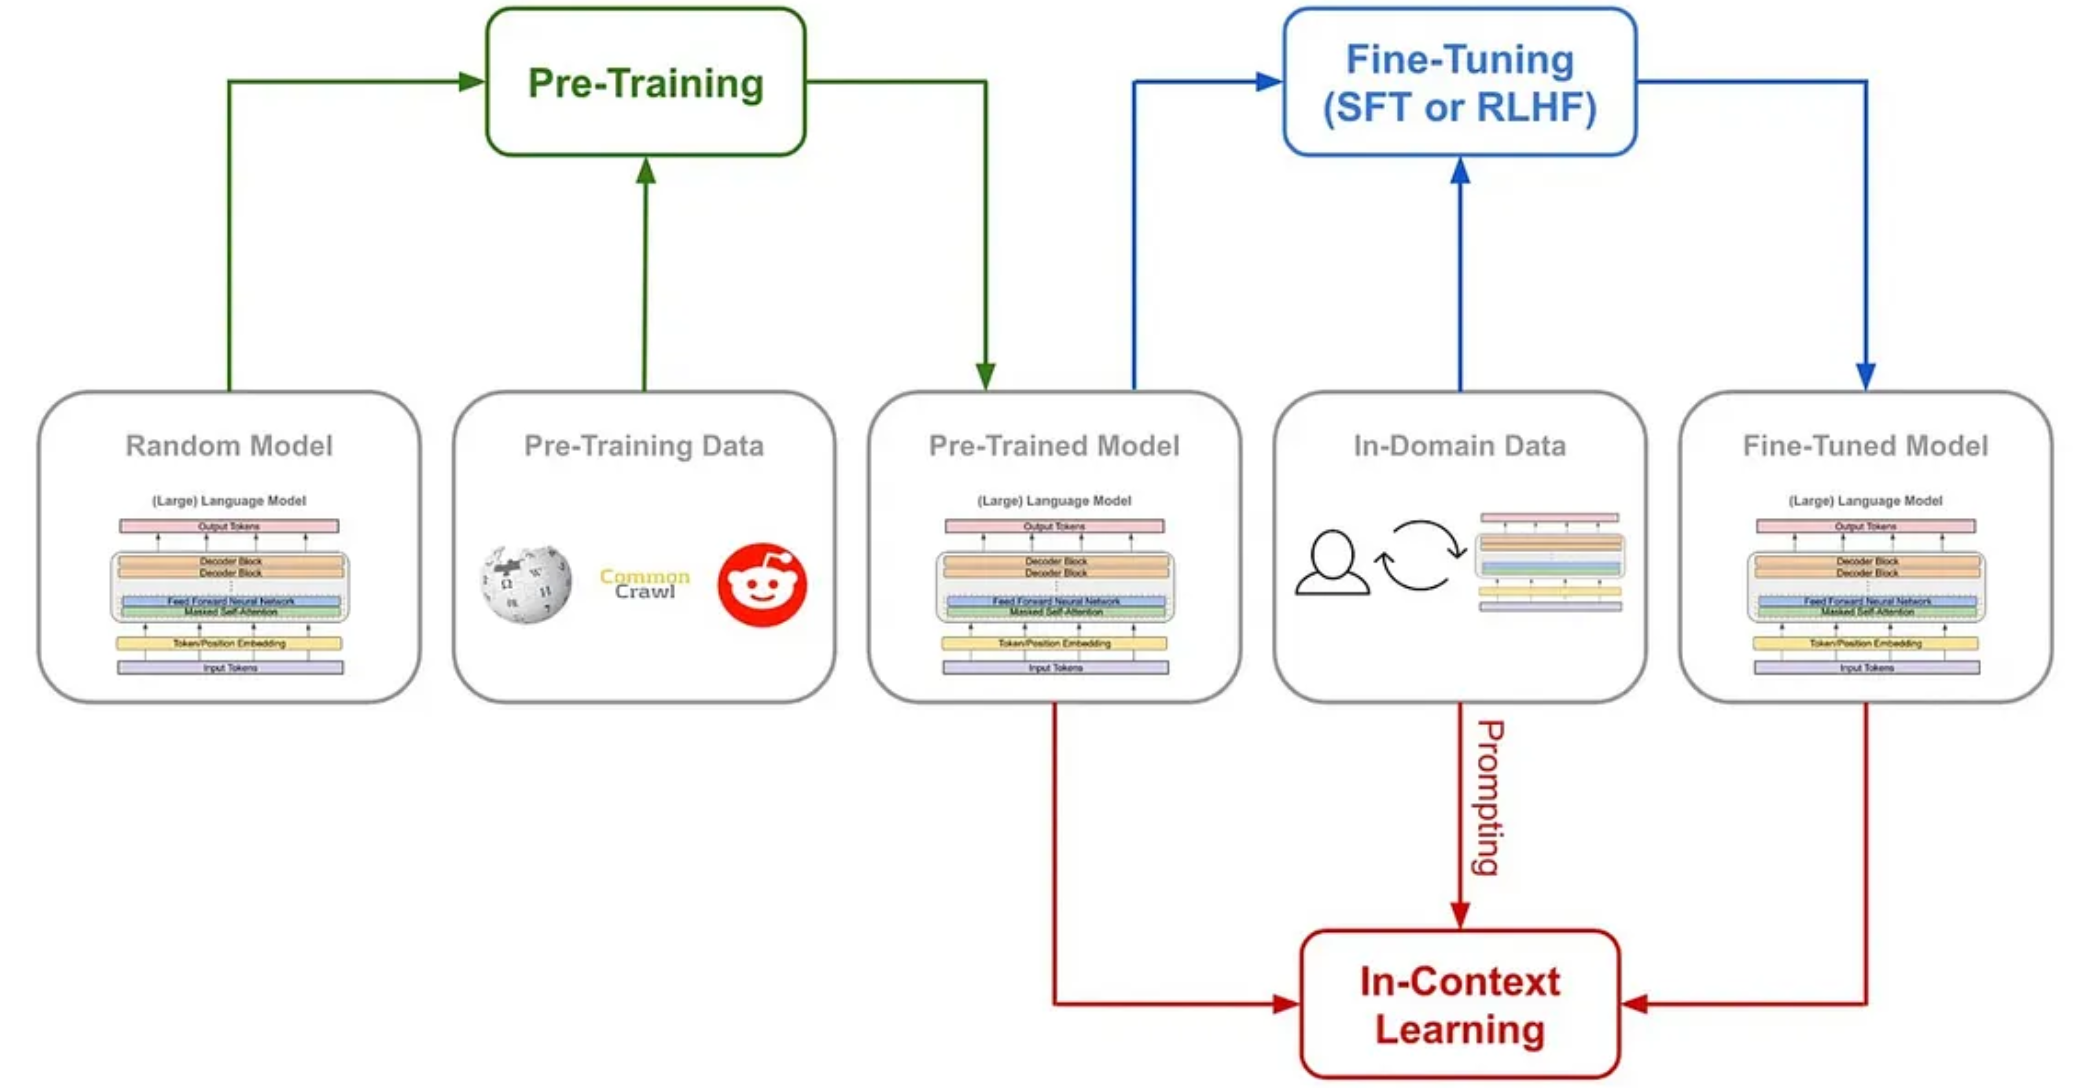 Pre-Training
Fine-Tuning
(SFT or RLHF)
Random Model
(Large) Language Model
Output Tokens
Decoder Block
Decoder Block
Feed Forward Neural Network
Masked Self-Attention
Token/Position Embedding
Input Tokens
Pre-Training Data
Common
Crawl
Pre-Trained Model
(Large) Language Model
Output Tokens
Decoder Block
Decoder Block
Feed Forward Neural Network
Masked Self-Attention
Token/Position Embedding
Input Tokens
In-Domain Data
Fine-Tuned Model
(Large) Language Model
Output Tokens
Decoder Block
Decoder Block
Feed Forward Neural Network
Masked Self-Attention
Token/Position Embedding
Input Tokens
Prompting
In-Context
Learning